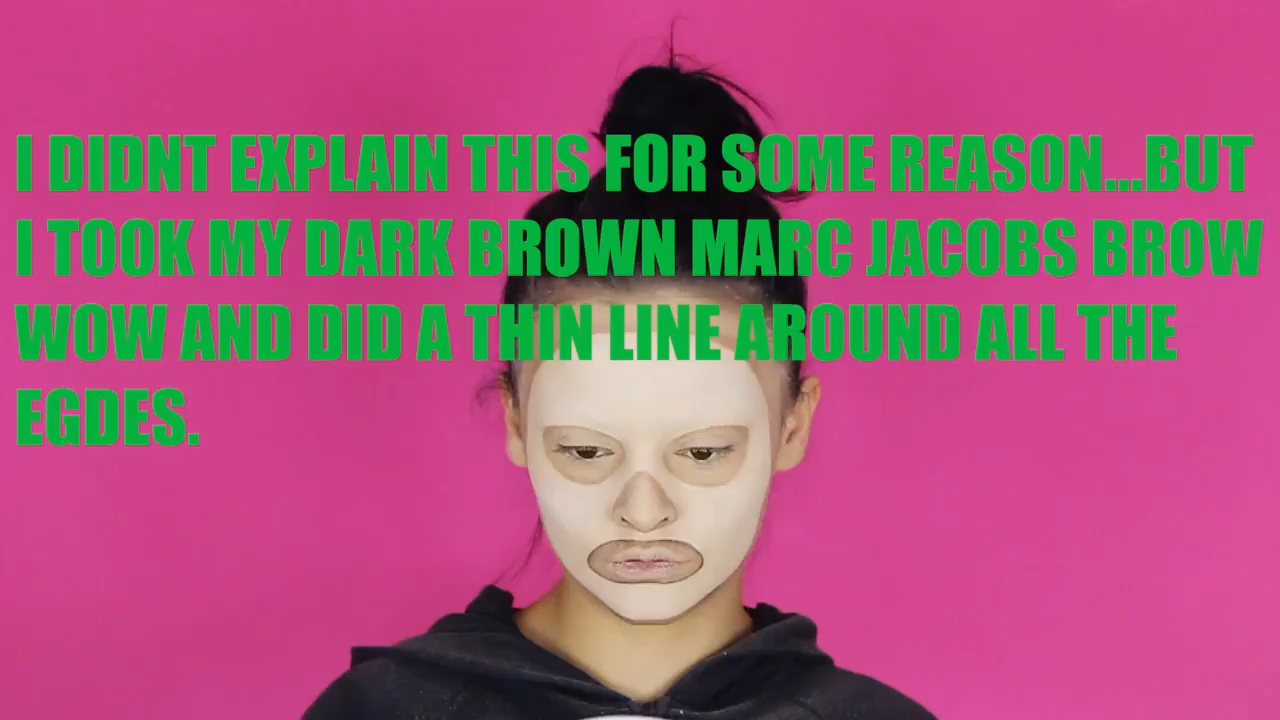 I DIDNT EXPLAIN THIS FOR SOME REASON...BUT
I TOOK MY DARK BROWN MARC JACOBS BROW
WOW AND DID A THIN LINE AROUND ALL THE
EGDES.